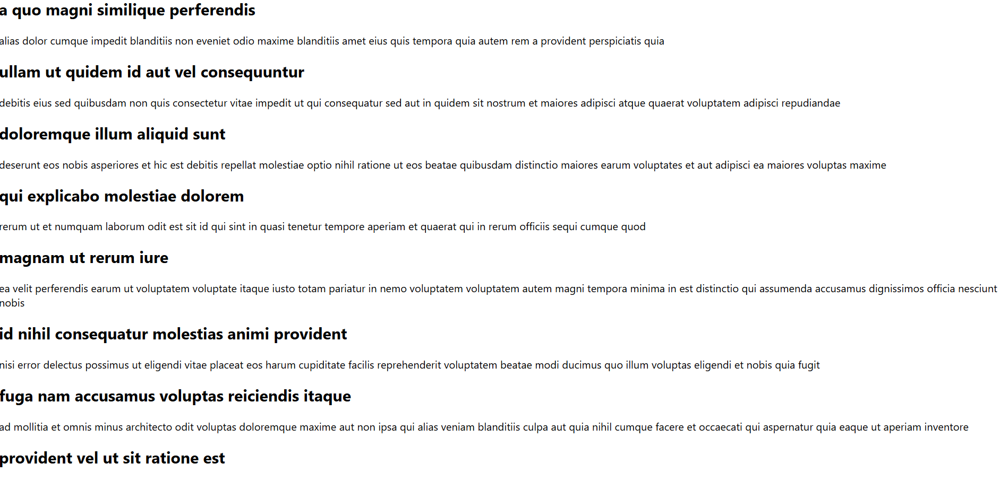 a quo magni similique perferendis
alias dolor cumque impedit blanditiis non eveniet odio maxime blanditiis amet eius quis tempora quia autem rem a provident perspiciatis quia
ullam ut quidem id aut vel consequuntur
debitis eius sed quibusdam non quis consectetur vitae impedit ut qui consequatur sed aut in quidem sit nostrum et maiores adipisci atque quaerat voluptatem adipisci repudiandae
doloremque illum aliquid sunt
deserunt eos nobis asperiores et hic est debitis repellat molestiae optio nihil ratione ut eos beatae quibusdam distinctio maiores earum voluptates et aut adipisci ea maiores voluptas maxime
qui explicabo molestiae dolorem
rerum ut et numquam laborum odit est sit id qui sint in quasi tenetur tempore aperiam et quaerat qui in rerum officiis sequi cumque quod
magnam ut rerum iure
ea velit perferendis earum ut voluptatem voluptate itaque iusto totam pariatur in nemo voluptatem voluptatem autem magni tempora minima in est distinctio qui assumenda accusamus dignissimos officia nesciunt
nobis
id nihil consequatur molestias animi provident
nisi error delectus possimus ut eligendi vitae placeat eos harum cupiditate facilis reprehenderit voluptatem beatae modi ducimus quo illum voluptas eligendi et nobis quia fugit
fuga nam accusamus voluptas reiciendis itaque
ad mollitia et omnis minus architecto odit voluptas doloremque maxime aut non ipsa qui alias veniam blanditiis culpa aut quia nihil cumque facere et occaecati qui aspernatur quia eaque ut aperiam inventore
provident vel ut sit ratione est